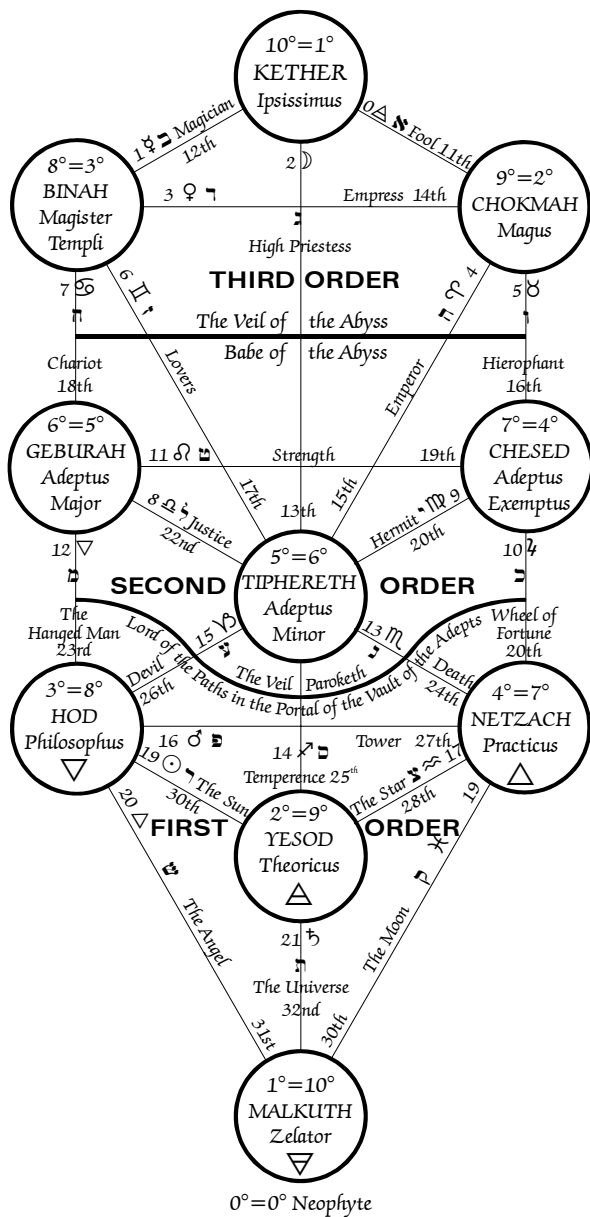 10°=1°
KETHER
Ipsissimus
1 ☿ ב Magician
12th
0 🜁 א Fool 11th
8°=3°
BINAH
Magister
Templi
2 ☽
9°=2°
CHOKMAH
Magus
3 ♀ ד
Empress 14th
ג
High Priestess
THIRD ORDER
7 ♋
ח
6 ♊ ז
ה ♈ 4
5 ♉
ו
The Veil of the Abyss
Babe of the Abyss
Chariot
18th
Lovers
17th
Emperor
15th
Hierophant
16th
6°=5°
GEBURAH
Adeptus
Major
11 ♌ ט
Strength
19th
7°=4°
CHESED
Adeptus
Exemptus
13th
8 ♎ ל Justice
22nd
Hermit י ♍ 9
20th
5°=6°
TIPHERETH
Adeptus
Minor
12 ▽
מ
10 ♃
כ
SECOND ORDER
The
Hanged Man
23rd
Wheel of
Fortune
20th
15 ♑
ע
Devil
26th
13 ♏
נ
Death
24th
The Veil Paroketh
Lord of the Paths in the Portal of the Vault of the Adepts
3°=8°
HOD
Philosophus
▽
4°=7°
NETZACH
Practicus
△
16 ♂ פ
Tower 27th
14 ♐ ס
Temperence 25th
19 ☉ ר The Sun
30th
The Star צ ♒ 17
28th
FIRST ORDER
2°=9°
YESOD
Theoricus
🜁
20 △
ש
The Angel
31st
19
♓
ק
The Moon
30th
21 ♄
ת
The Universe
32nd
1°=10°
MALKUTH
Zelator
🜃
0°=0° Neophyte